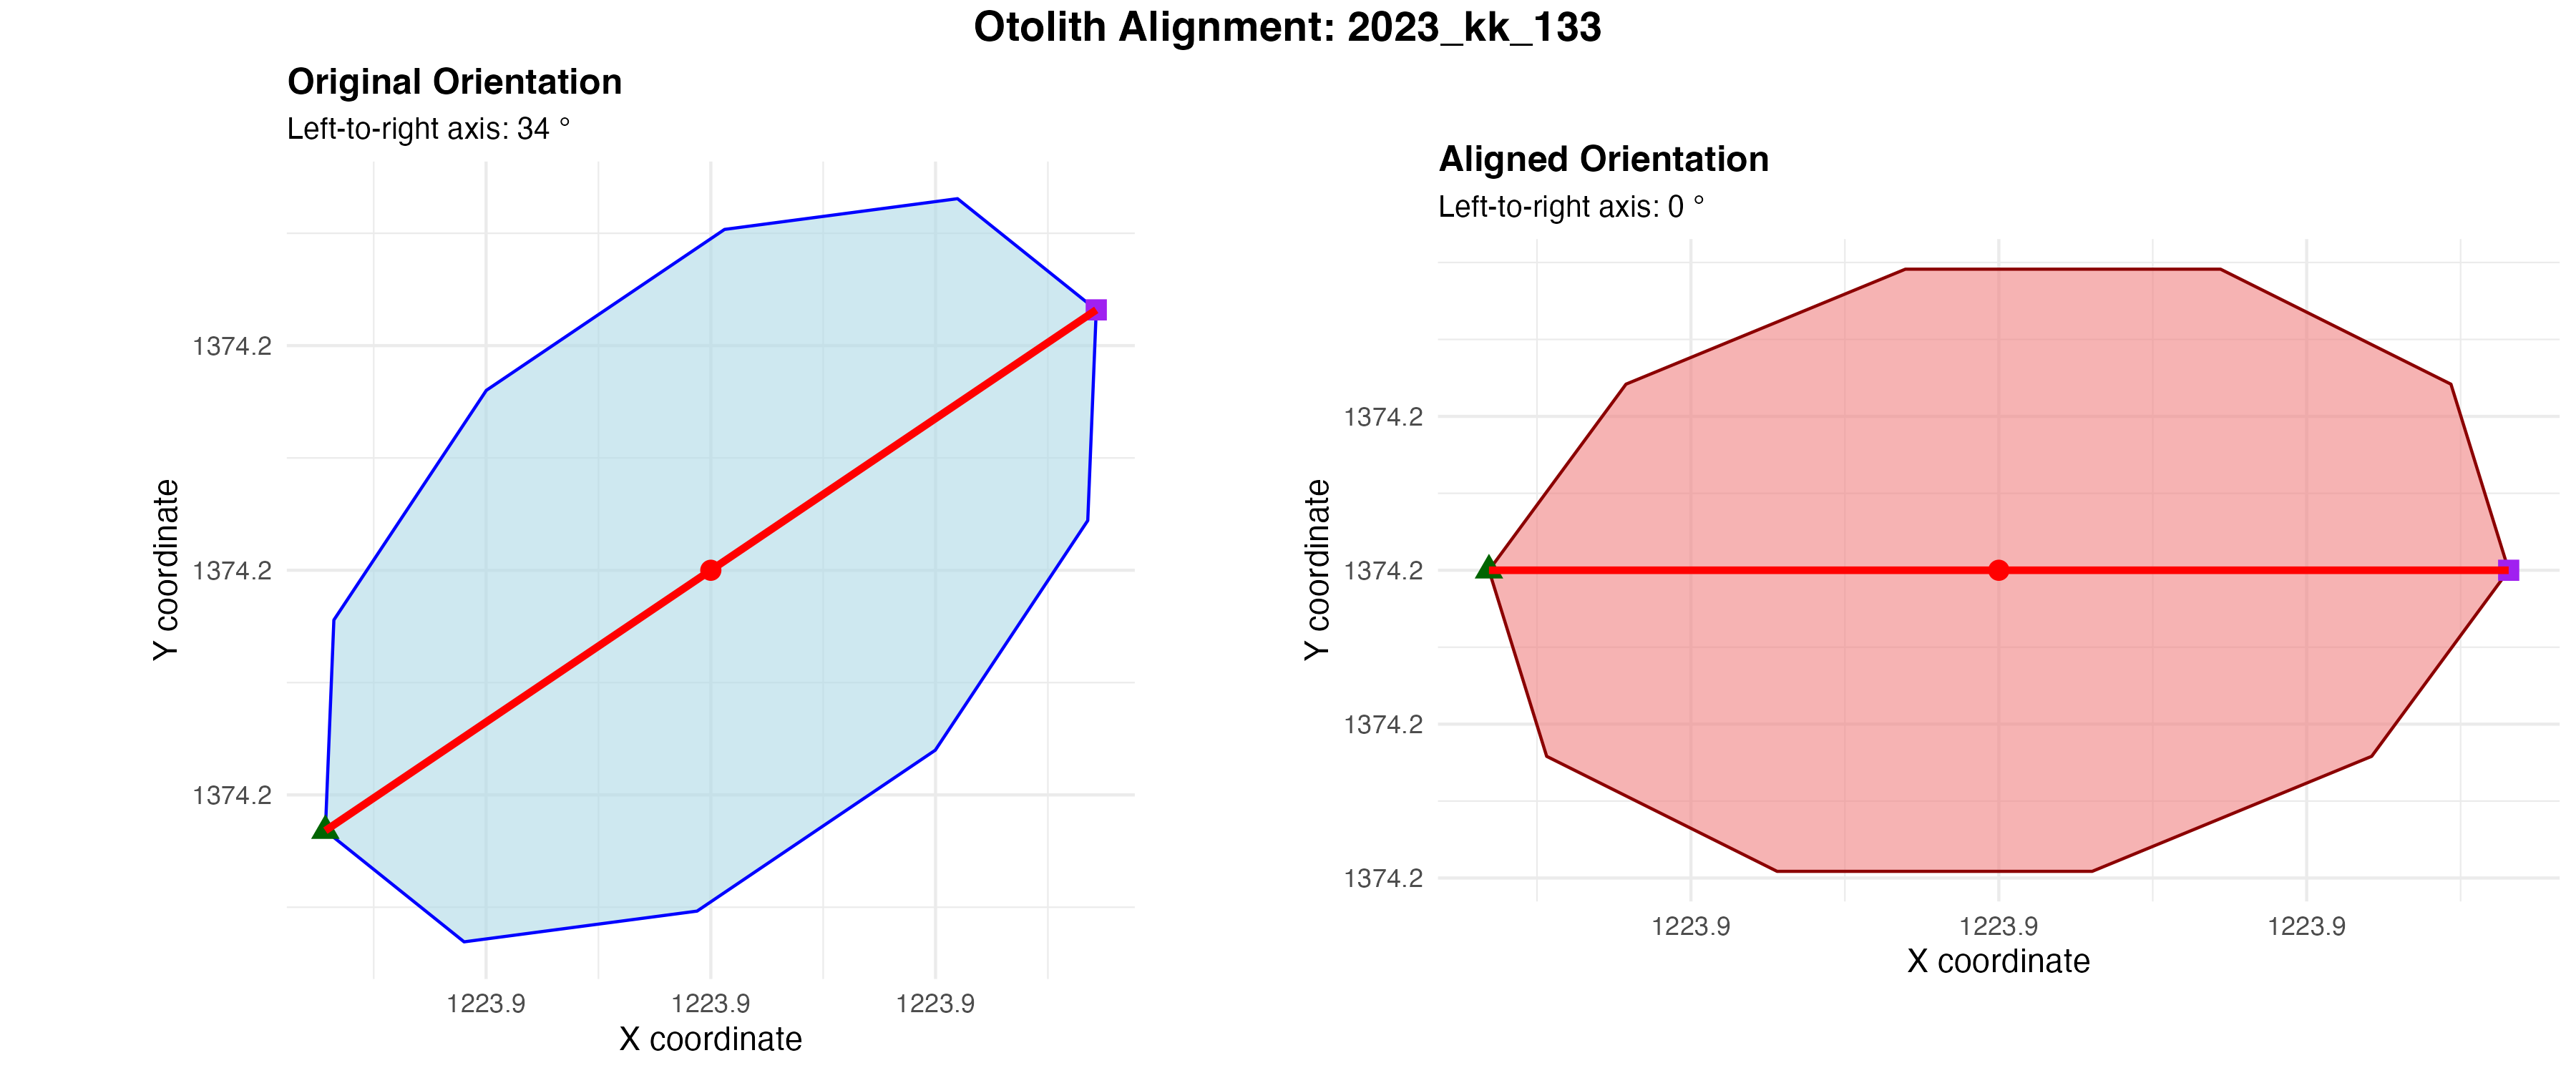 Otolith Alignment: 2023_kk_133
Original Orientation
Left-to-right axis: 34 °
1374.2
1374.2
1374.2
Y coordinate
1223.9 1223.9 1223.9
X coordinate
Aligned Orientation
Left-to-right axis: 0 °
1374.2
1374.2
1374.2
1374.2
Y coordinate
1223.9 1223.9 1223.9
X coordinate